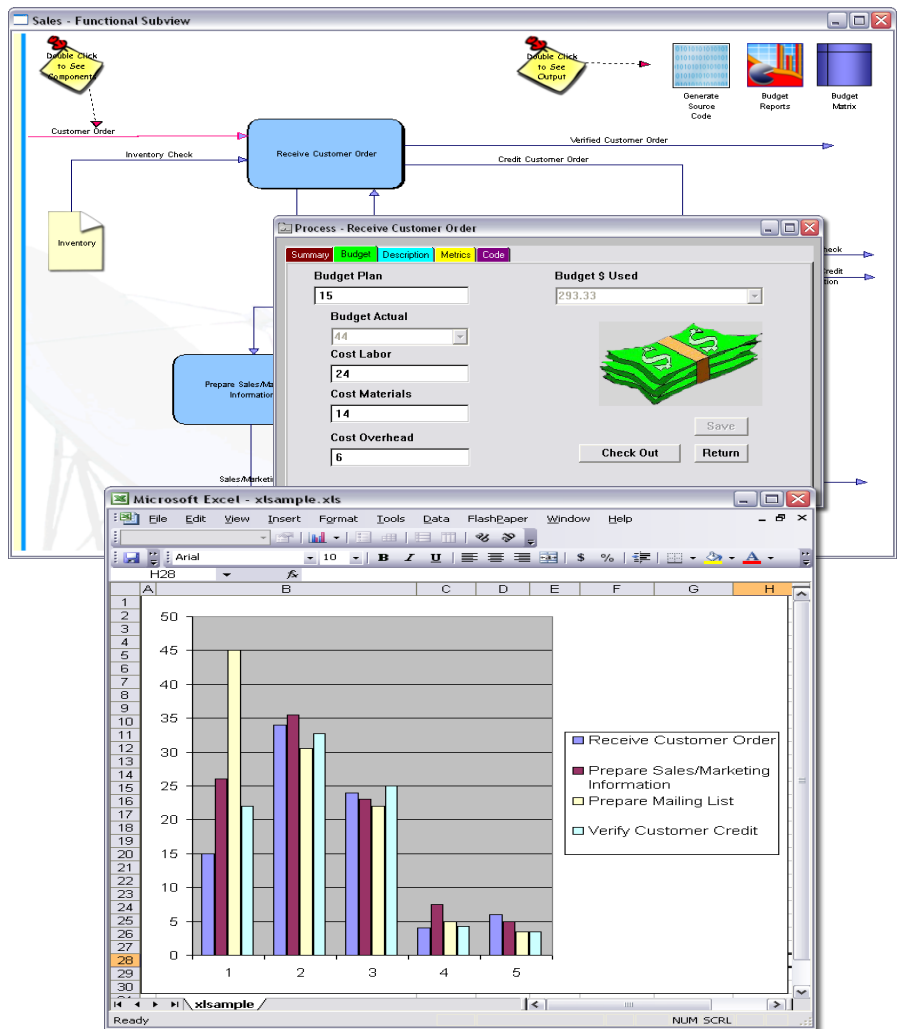 Sales - Functional Subview
Double Click
to See
Components
Double Click
to See
Output
Generate
Source
Code
Budget
Reports
Budget
Matrix
Customer Order
Verified Customer Order
Inventory Check
Receive Customer Order
Credit Customer Order
Inventory
Process - Receive Customer Order
Summary Budget Description Metrics Code
Budget Plan
Budget $ Used
15
293.33
Budget Actual
44
Cost Labor
24
Cost Materials
14
Cost Overhead
6
Save
Check Out
Return
Prepare Sales/Ma
Information
Sales/Marketi
Microsoft Excel - xlsample.xls
File Edit View Insert Format Tools Data FlashPaper Window Help
Arial 10 B I U $ % A
H28 fx
A B C D E F G H
1
2
3
4
5
6
7
8
9
10
11
12
13
14
15
16
17
18
19
20
21
22
23
24
25
26
27
28
29
30
50
45
40
35
30
25
20
15
10
5
0
1 2 3 4 5
Receive Customer Order
Prepare Sales/Marketing
Information
Prepare Mailing List
Verify Customer Credit
xlsample
Ready
NUM SCRL